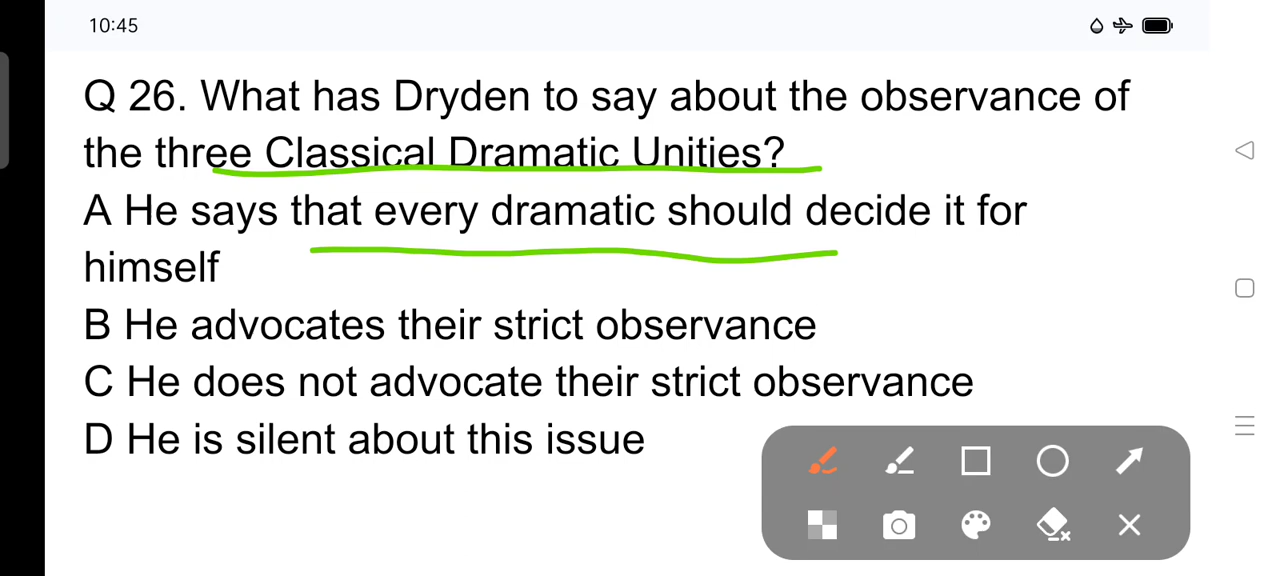 10:45
Q 26. What has Dryden to say about the observance of
the three Classical Dramatic Unities?
A He says that every dramatic should decide it for
himself
B He advocates their strict observance
C He does not advocate their strict observance
D He is silent about this issue